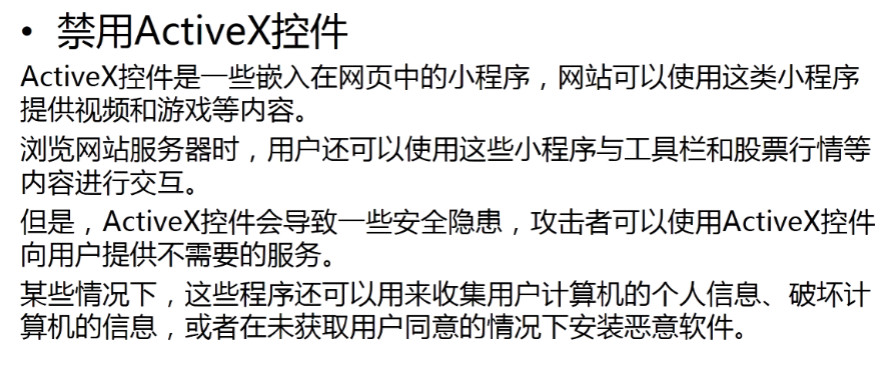 • 禁用ActiveX控件
ActiveX控件是一些嵌入在网页中的小程序，网站可以使用这类小程序
提供视频和游戏等内容。
浏览网站服务器时，用户还可以使用这些小程序与工具栏和股票行情等
内容进行交互。
但是，ActiveX控件会导致一些安全隐患，攻击者可以使用ActiveX控件
向用户提供不需要的服务。
某些情况下，这些程序还可以用来收集用户计算机的个人信息、破坏计
算机的信息，或者在未获取用户同意的情况下安装恶意软件。